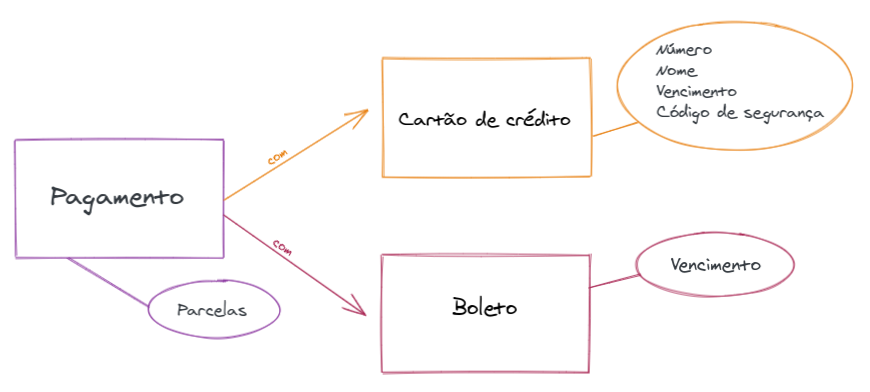 Pagamento
Parcelas
com
com
Cartão de crédito
Número
Nome
Vencimento
Código de segurança
Boleto
Vencimento